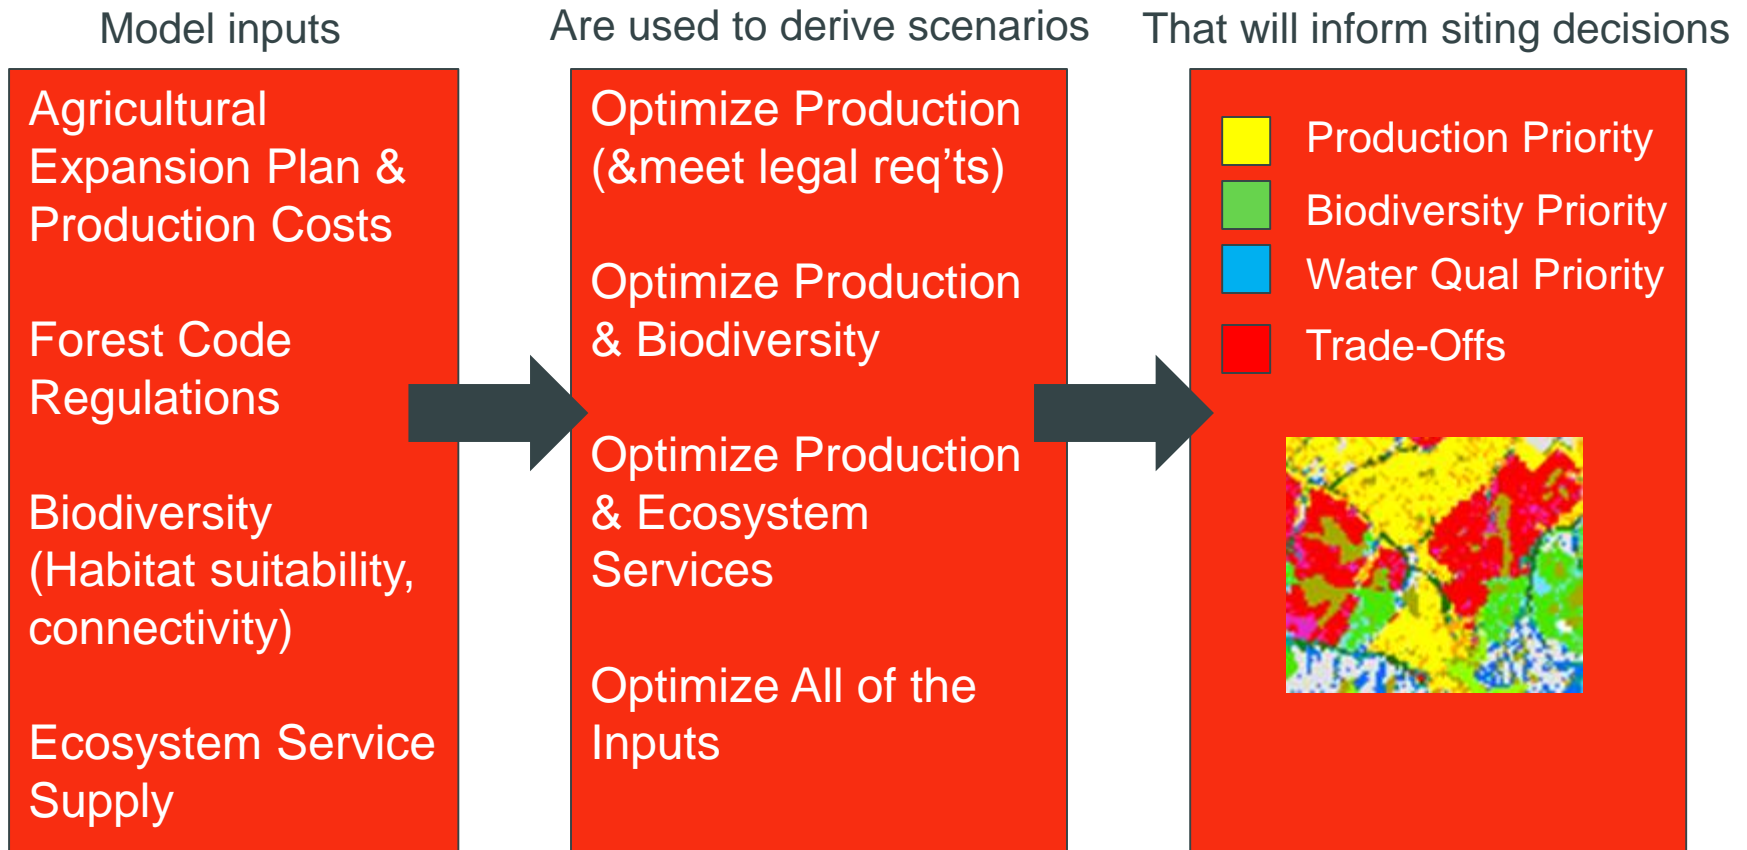 Model inputs
Are used to derive scenarios
That will inform siting decisions
Agricultural
Expansion Plan &
Production Costs
Forest Code
Regulations
Biodiversity
(Habitat suitability,
connectivity)
Ecosystem Service
Supply
Optimize Production
(&meet legal req’ts)
Optimize Production
& Biodiversity
Optimize Production
& Ecosystem
Services
Optimize All of the
Inputs
Production Priority
Biodiversity Priority
Water Qual Priority
Trade-Offs